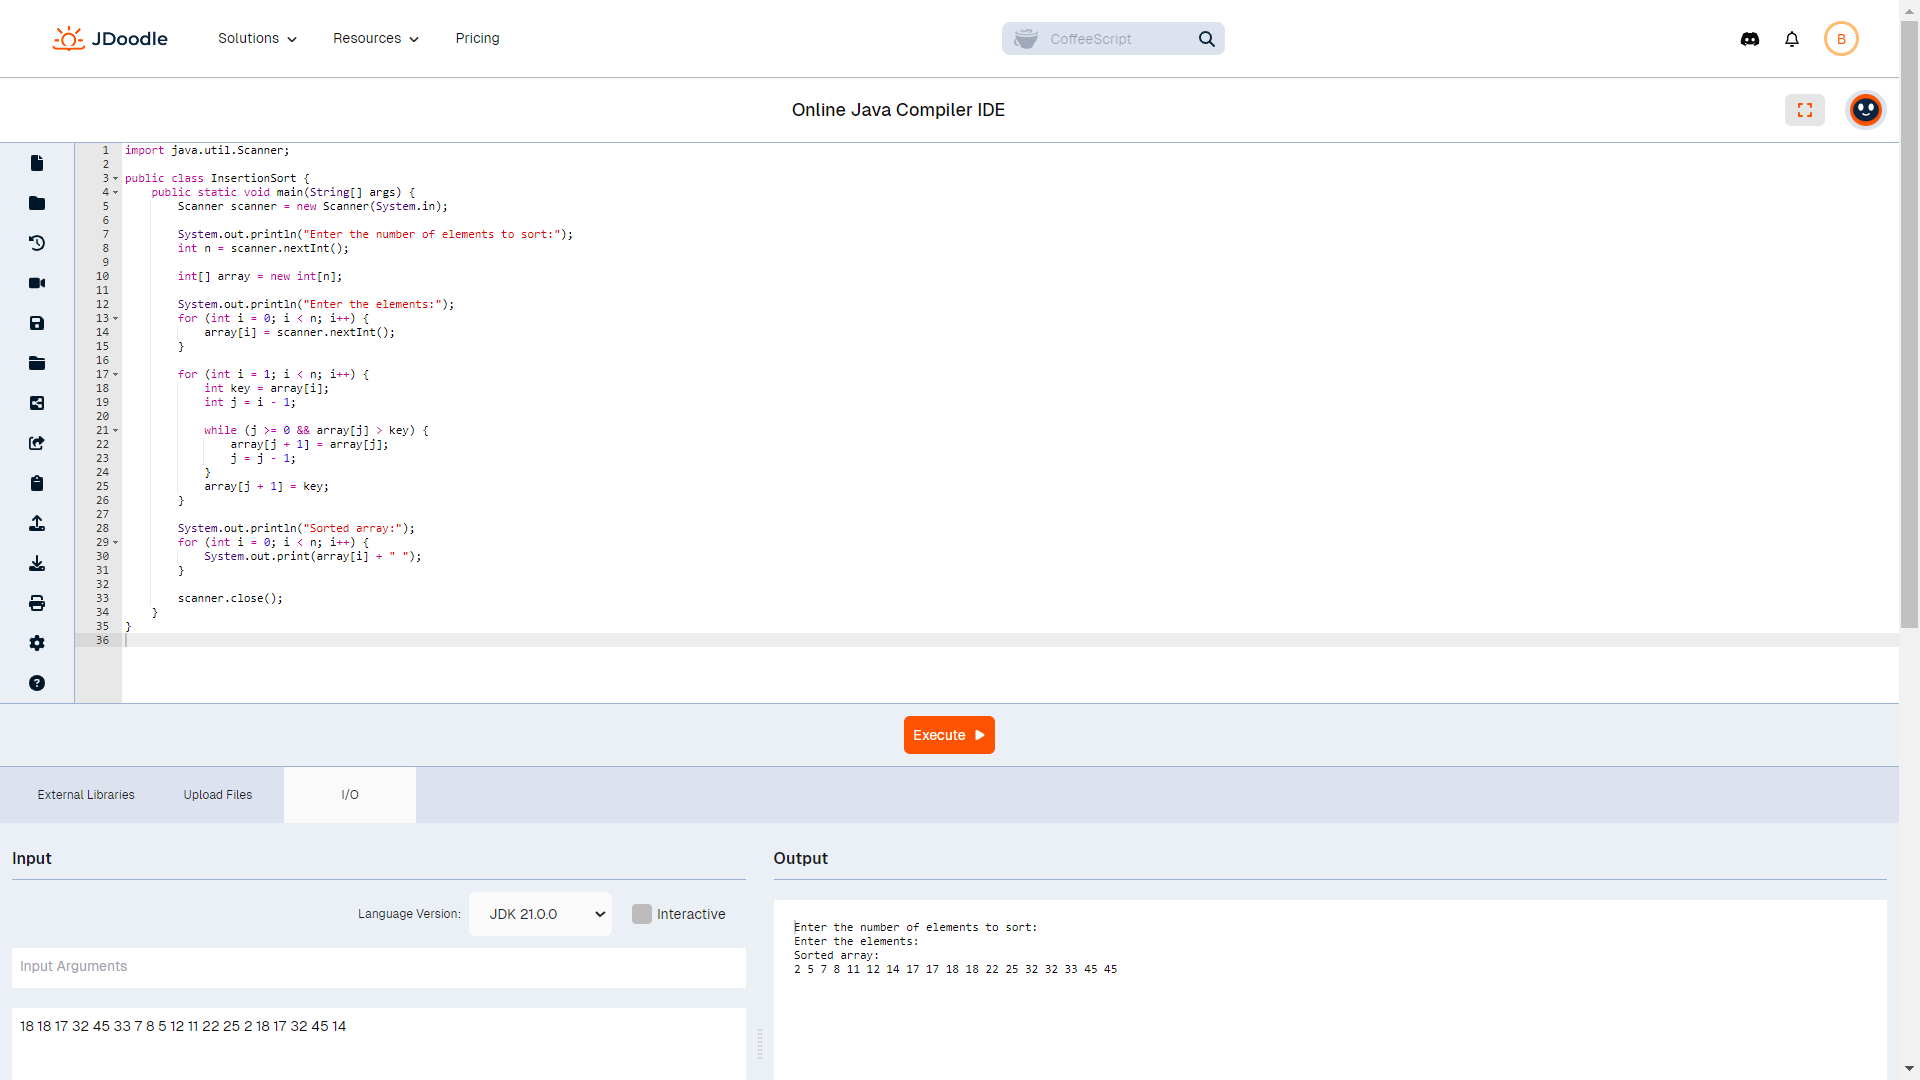 JDoodle
Solutions
Resources
Pricing
CoffeeScript
B
Online Java Compiler IDE
1 import java.util.Scanner;
2
3 public class InsertionSort {
4 public static void main(String[] args) {
5 Scanner scanner = new Scanner(System.in);
6
7 System.out.println("Enter the number of elements to sort:");
8 int n = scanner.nextInt();
9
10 int[] array = new int[n];
11
12 System.out.println("Enter the elements:");
13 for (int i = 0; i < n; i++) {
14 array[i] = scanner.nextInt();
15 }
16
17 for (int i = 1; i < n; i++) {
18 int key = array[i];
19 int j = i - 1;
20
21 while (j >= 0 && array[j] > key) {
22 array[j + 1] = array[j];
23 j = j - 1;
24 }
25 array[j + 1] = key;
26 }
27
28 System.out.println("Sorted array:");
29 for (int i = 0; i < n; i++) {
30 System.out.print(array[i] + " ");
31 }
32
33 scanner.close();
34 }
35 }
36
Execute
External Libraries
Upload Files
I/O
Input
Language Version:
JDK 21.0.0
Interactive
Input Arguments
18 18 17 32 45 33 7 8 5 12 11 22 25 2 18 17 32 45 14
Output
Enter the number of elements to sort:
Enter the elements:
Sorted array:
2 5 7 8 11 12 14 17 17 18 18 22 25 32 32 33 45 45